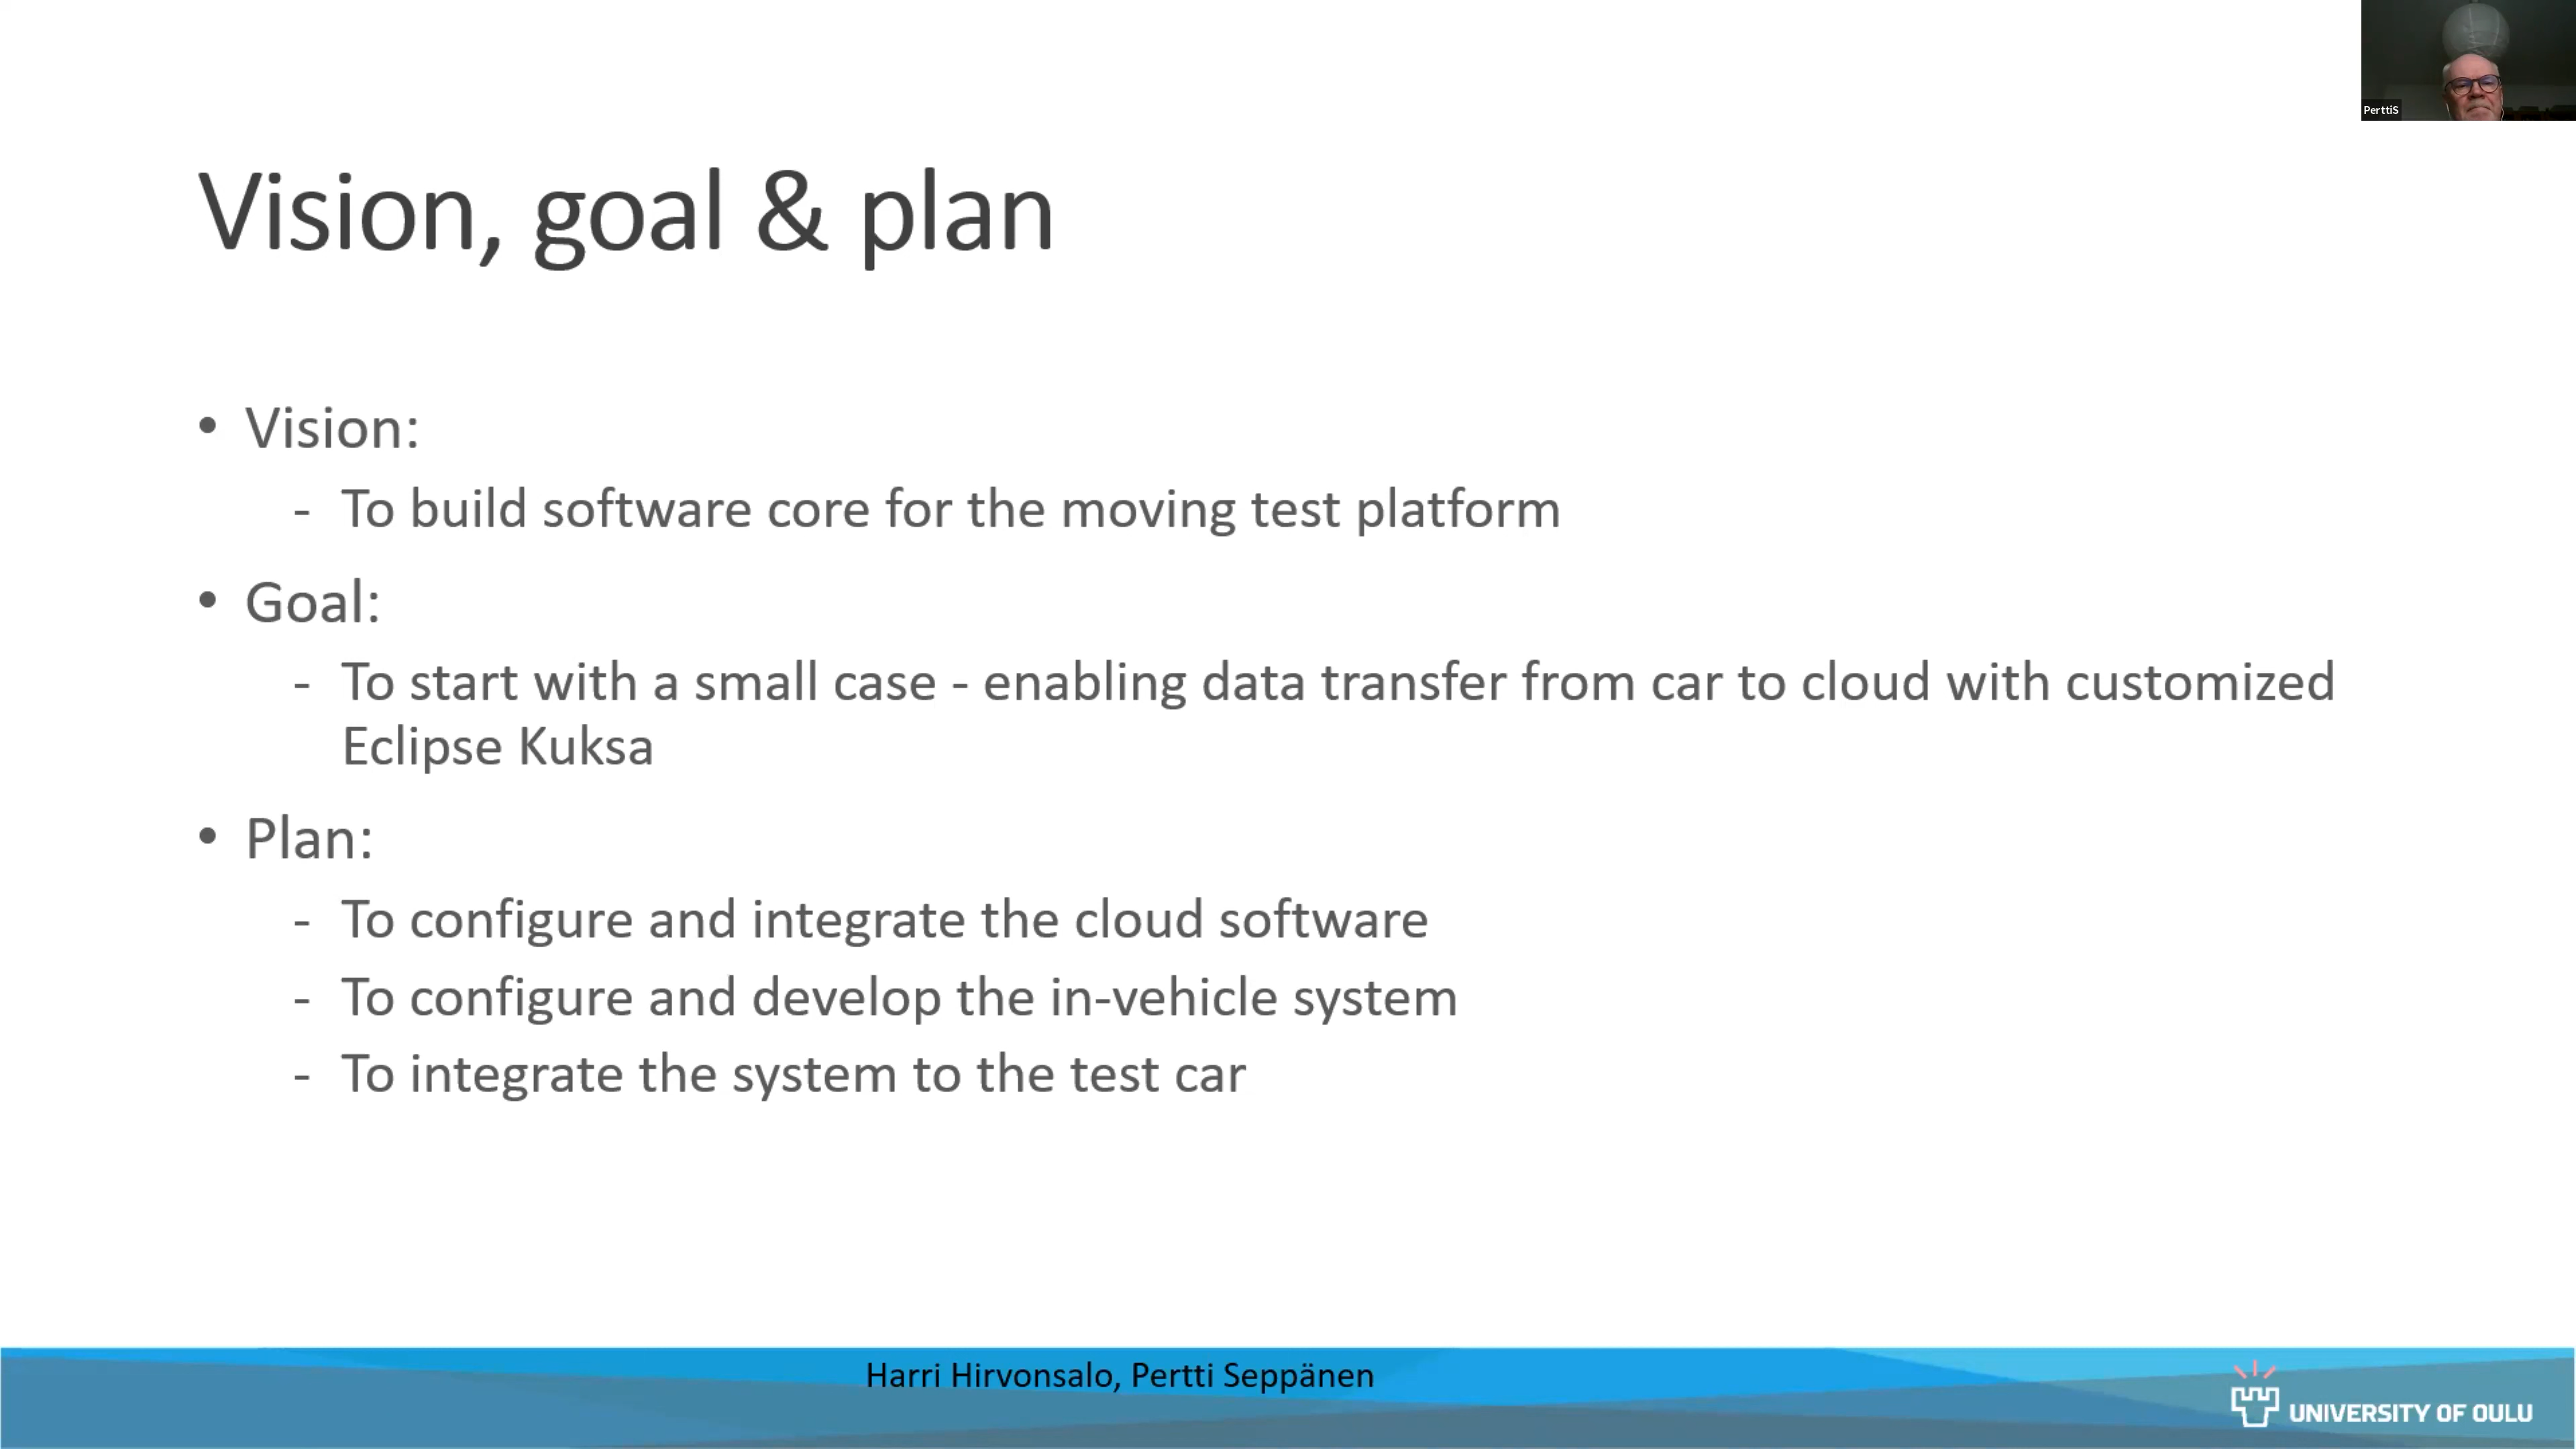 PerttiS
Vision, goal & plan
• Vision:
- To build software core for the moving test platform
• Goal:
- To start with a small case - enabling data transfer from car to cloud with customized
Eclipse Kuksa
• Plan:
- To configure and integrate the cloud software
- To configure and develop the in-vehicle system
- To integrate the system to the test car
Harri Hirvonsalo, Pertti Seppänen
UNIVERSITY OF OULU